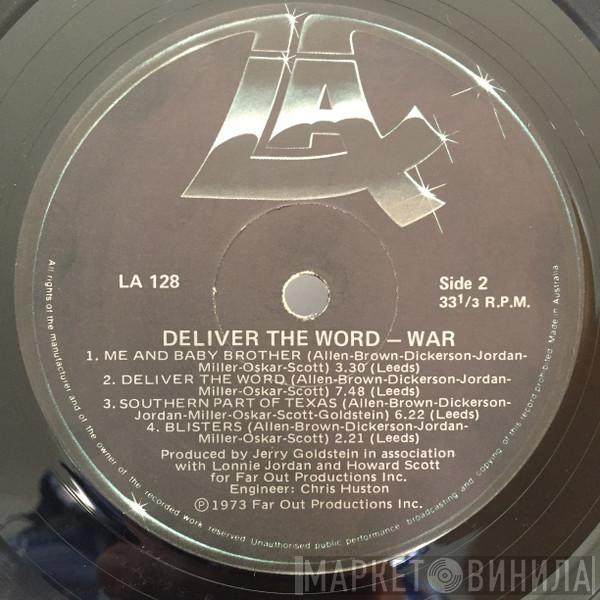 LAX
LA 128
Side 2
33 1/3 R.P.M.
DELIVER THE WORD – WAR
1. ME AND BABY BROTHER (Allen-Brown-Dickerson-Jordan-
Miller-Oskar-Scott) 3.30 (Leeds)
2. DELIVER THE WORD (Allen-Brown-Dickerson-Jordan-
Miller-Oskar-Scott) 7.48 (Leeds)
3. SOUTHERN PART OF TEXAS (Allen-Brown-Dickerson-
Jordan-Miller-Oskar-Scott-Goldstein) 6.22 (Leeds)
4. BLISTERS (Allen-Brown-Dickerson-Jordan-
Miller-Oskar-Scott) 2.21 (Leeds)
Produced by Jerry Goldstein in association
with Lonnie Jordan and Howard Scott
for Far Out Productions Inc.
Engineer: Chris Huston
℗ 1973 Far Out Productions Inc.
All rights of the manufacturer and of the owner of the recorded work reserved. Unauthorised public performance broadcasting and copying of this record prohibited. Made in Australia
МАРКЕТ ВИНИЛА